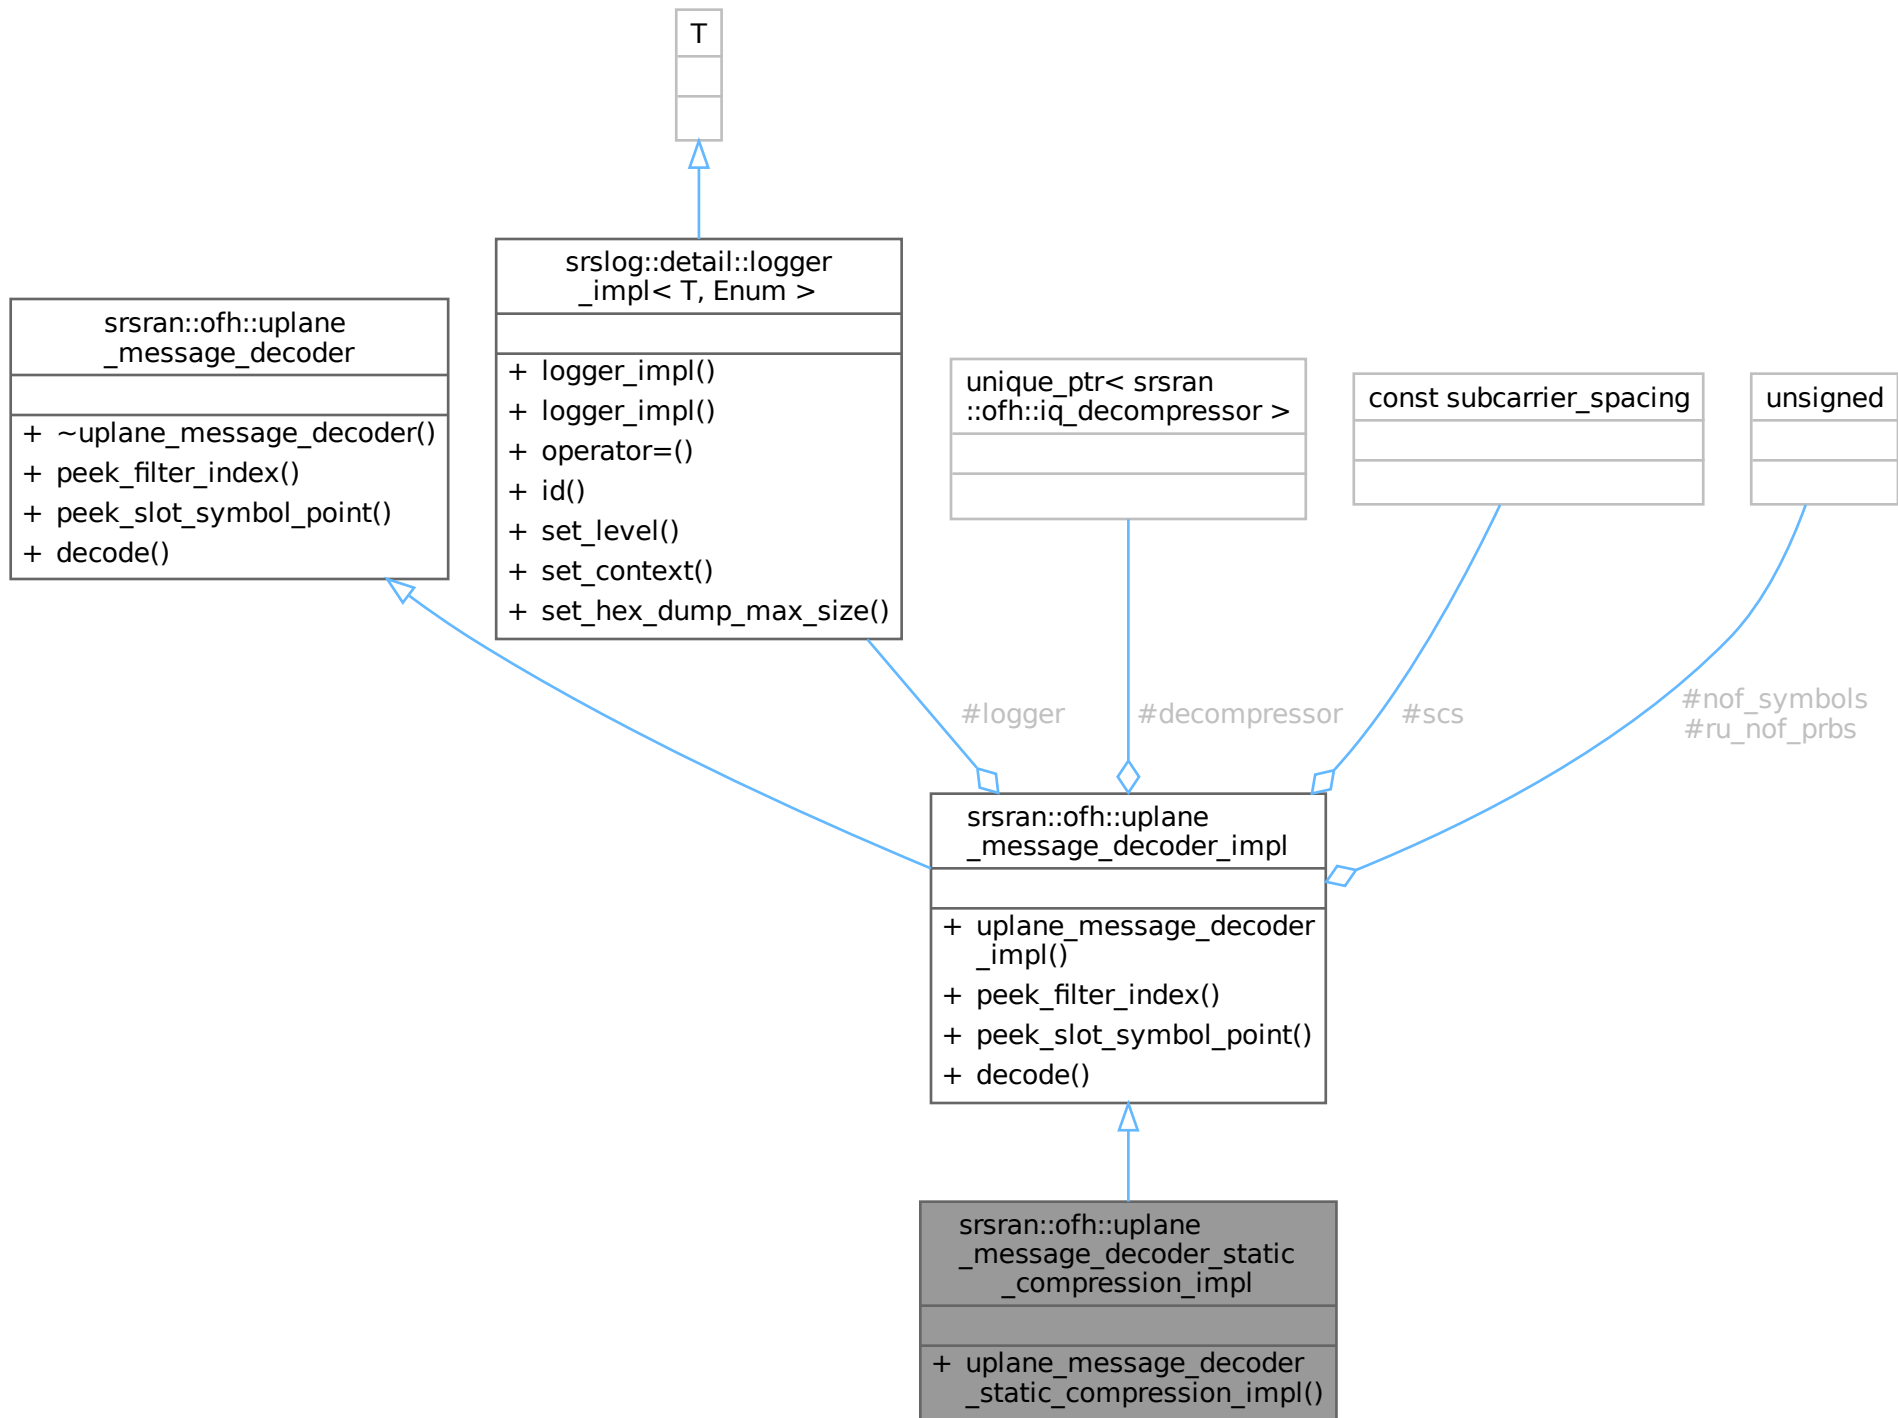 T
srslog::detail::logger
_impl< T, Enum >
+ logger_impl()
+ logger_impl()
+ operator=()
+ id()
+ set_level()
+ set_context()
+ set_hex_dump_max_size()
srsran::ofh::uplane
_message_decoder
+ ~uplane_message_decoder()
+ peek_filter_index()
+ peek_slot_symbol_point()
+ decode()
unique_ptr< srsran
::ofh::iq_decompressor >
const subcarrier_spacing
unsigned
#logger
#decompressor
#scs
#nof_symbols
#ru_nof_prbs
srsran::ofh::uplane
_message_decoder_impl
+ uplane_message_decoder
_impl()
+ peek_filter_index()
+ peek_slot_symbol_point()
+ decode()
srsran::ofh::uplane
_message_decoder_static
_compression_impl
+ uplane_message_decoder
_static_compression_impl()